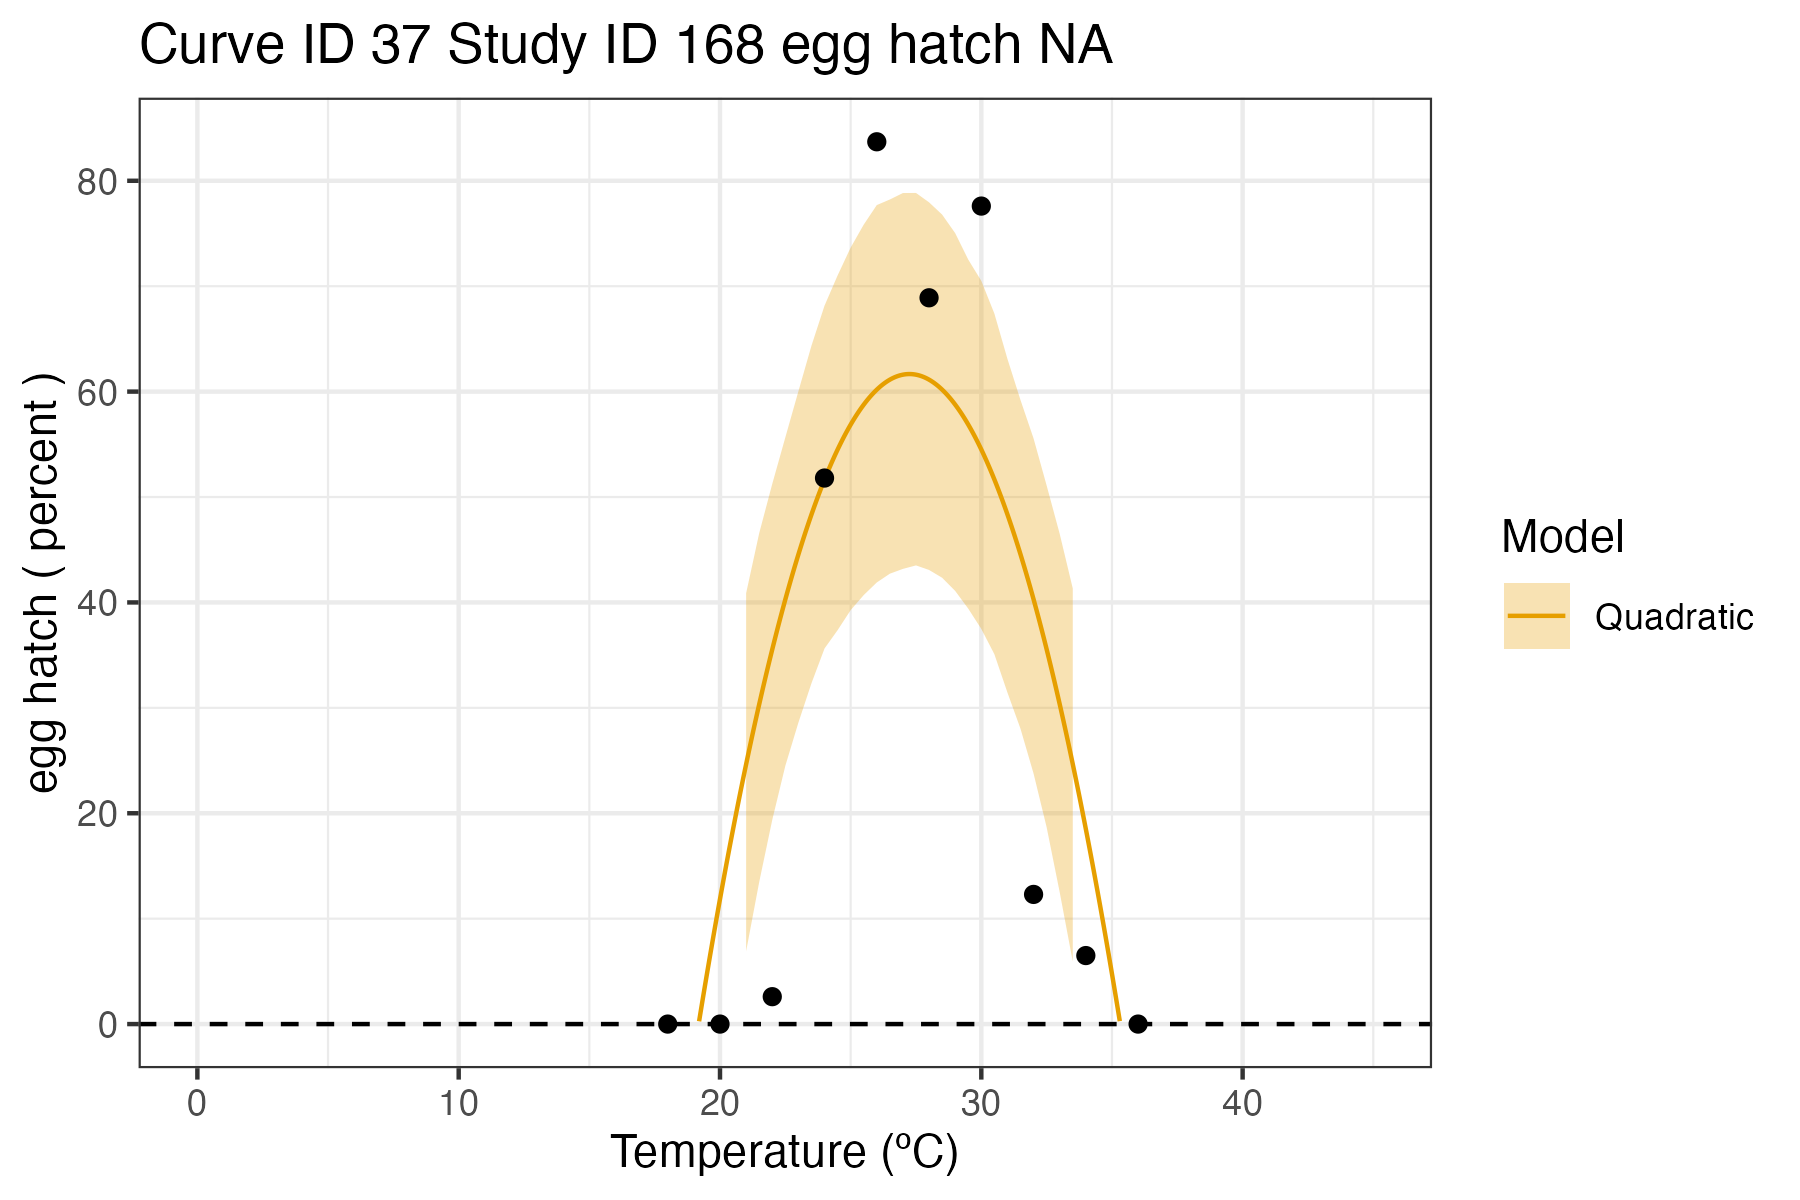 Curve ID 37 Study ID 168 egg hatch NA
egg hatch ( percent )
80
60
40
20
0
0 10 20 30 40
Temperature (ºC)
Model
Quadratic